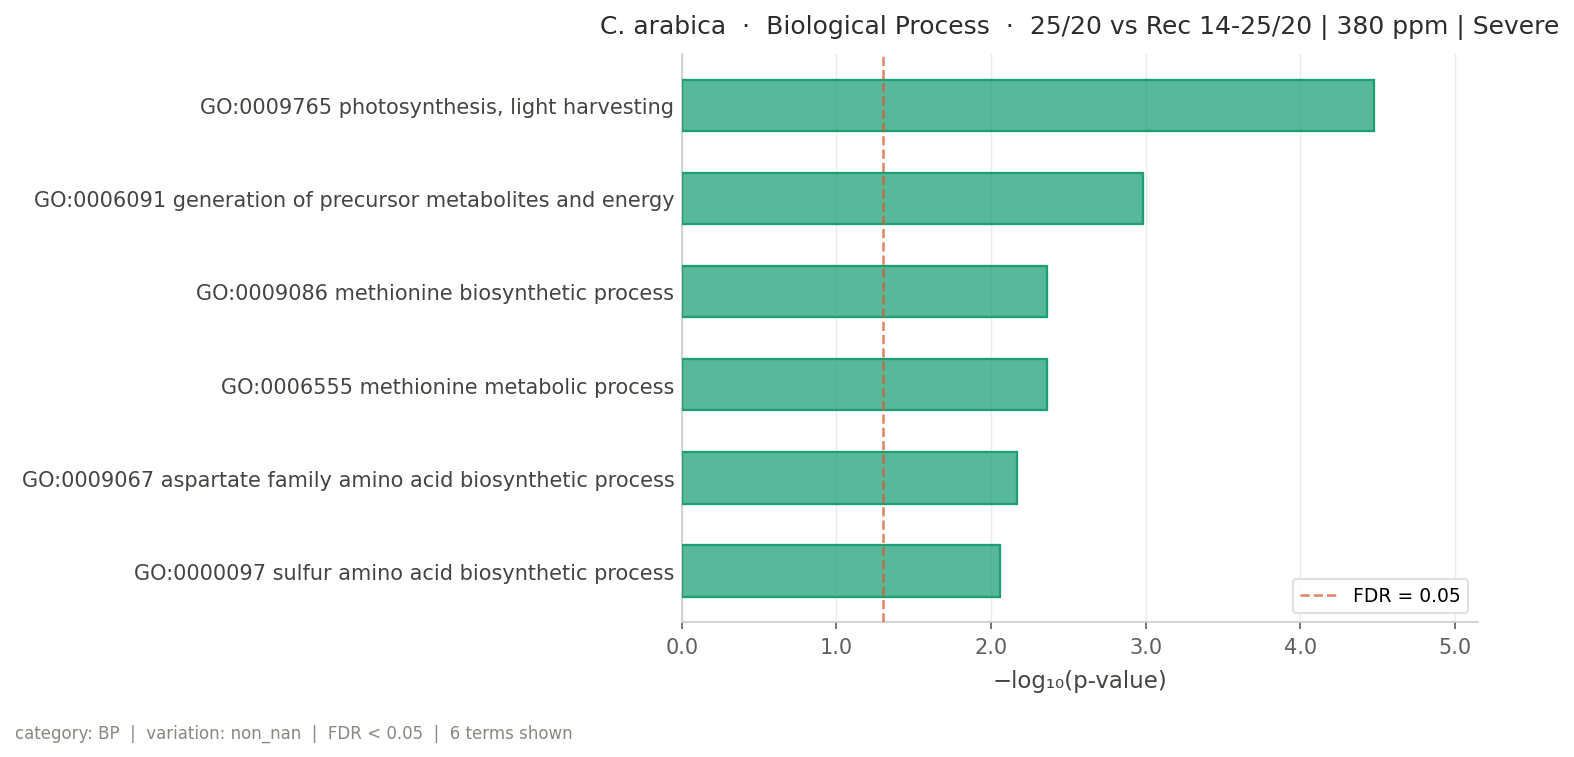 C. arabica · Biological Process · 25/20 vs Rec 14-25/20 | 380 ppm | Severe
GO:0009765 photosynthesis, light harvesting
GO:0006091 generation of precursor metabolites and energy
GO:0009086 methionine biosynthetic process
GO:0006555 methionine metabolic process
GO:0009067 aspartate family amino acid biosynthetic process
GO:0000097 sulfur amino acid biosynthetic process
FDR = 0.05
0.0 1.0 2.0 3.0 4.0 5.0
−log₁₀(p-value)
category: BP | variation: non_nan | FDR < 0.05 | 6 terms shown